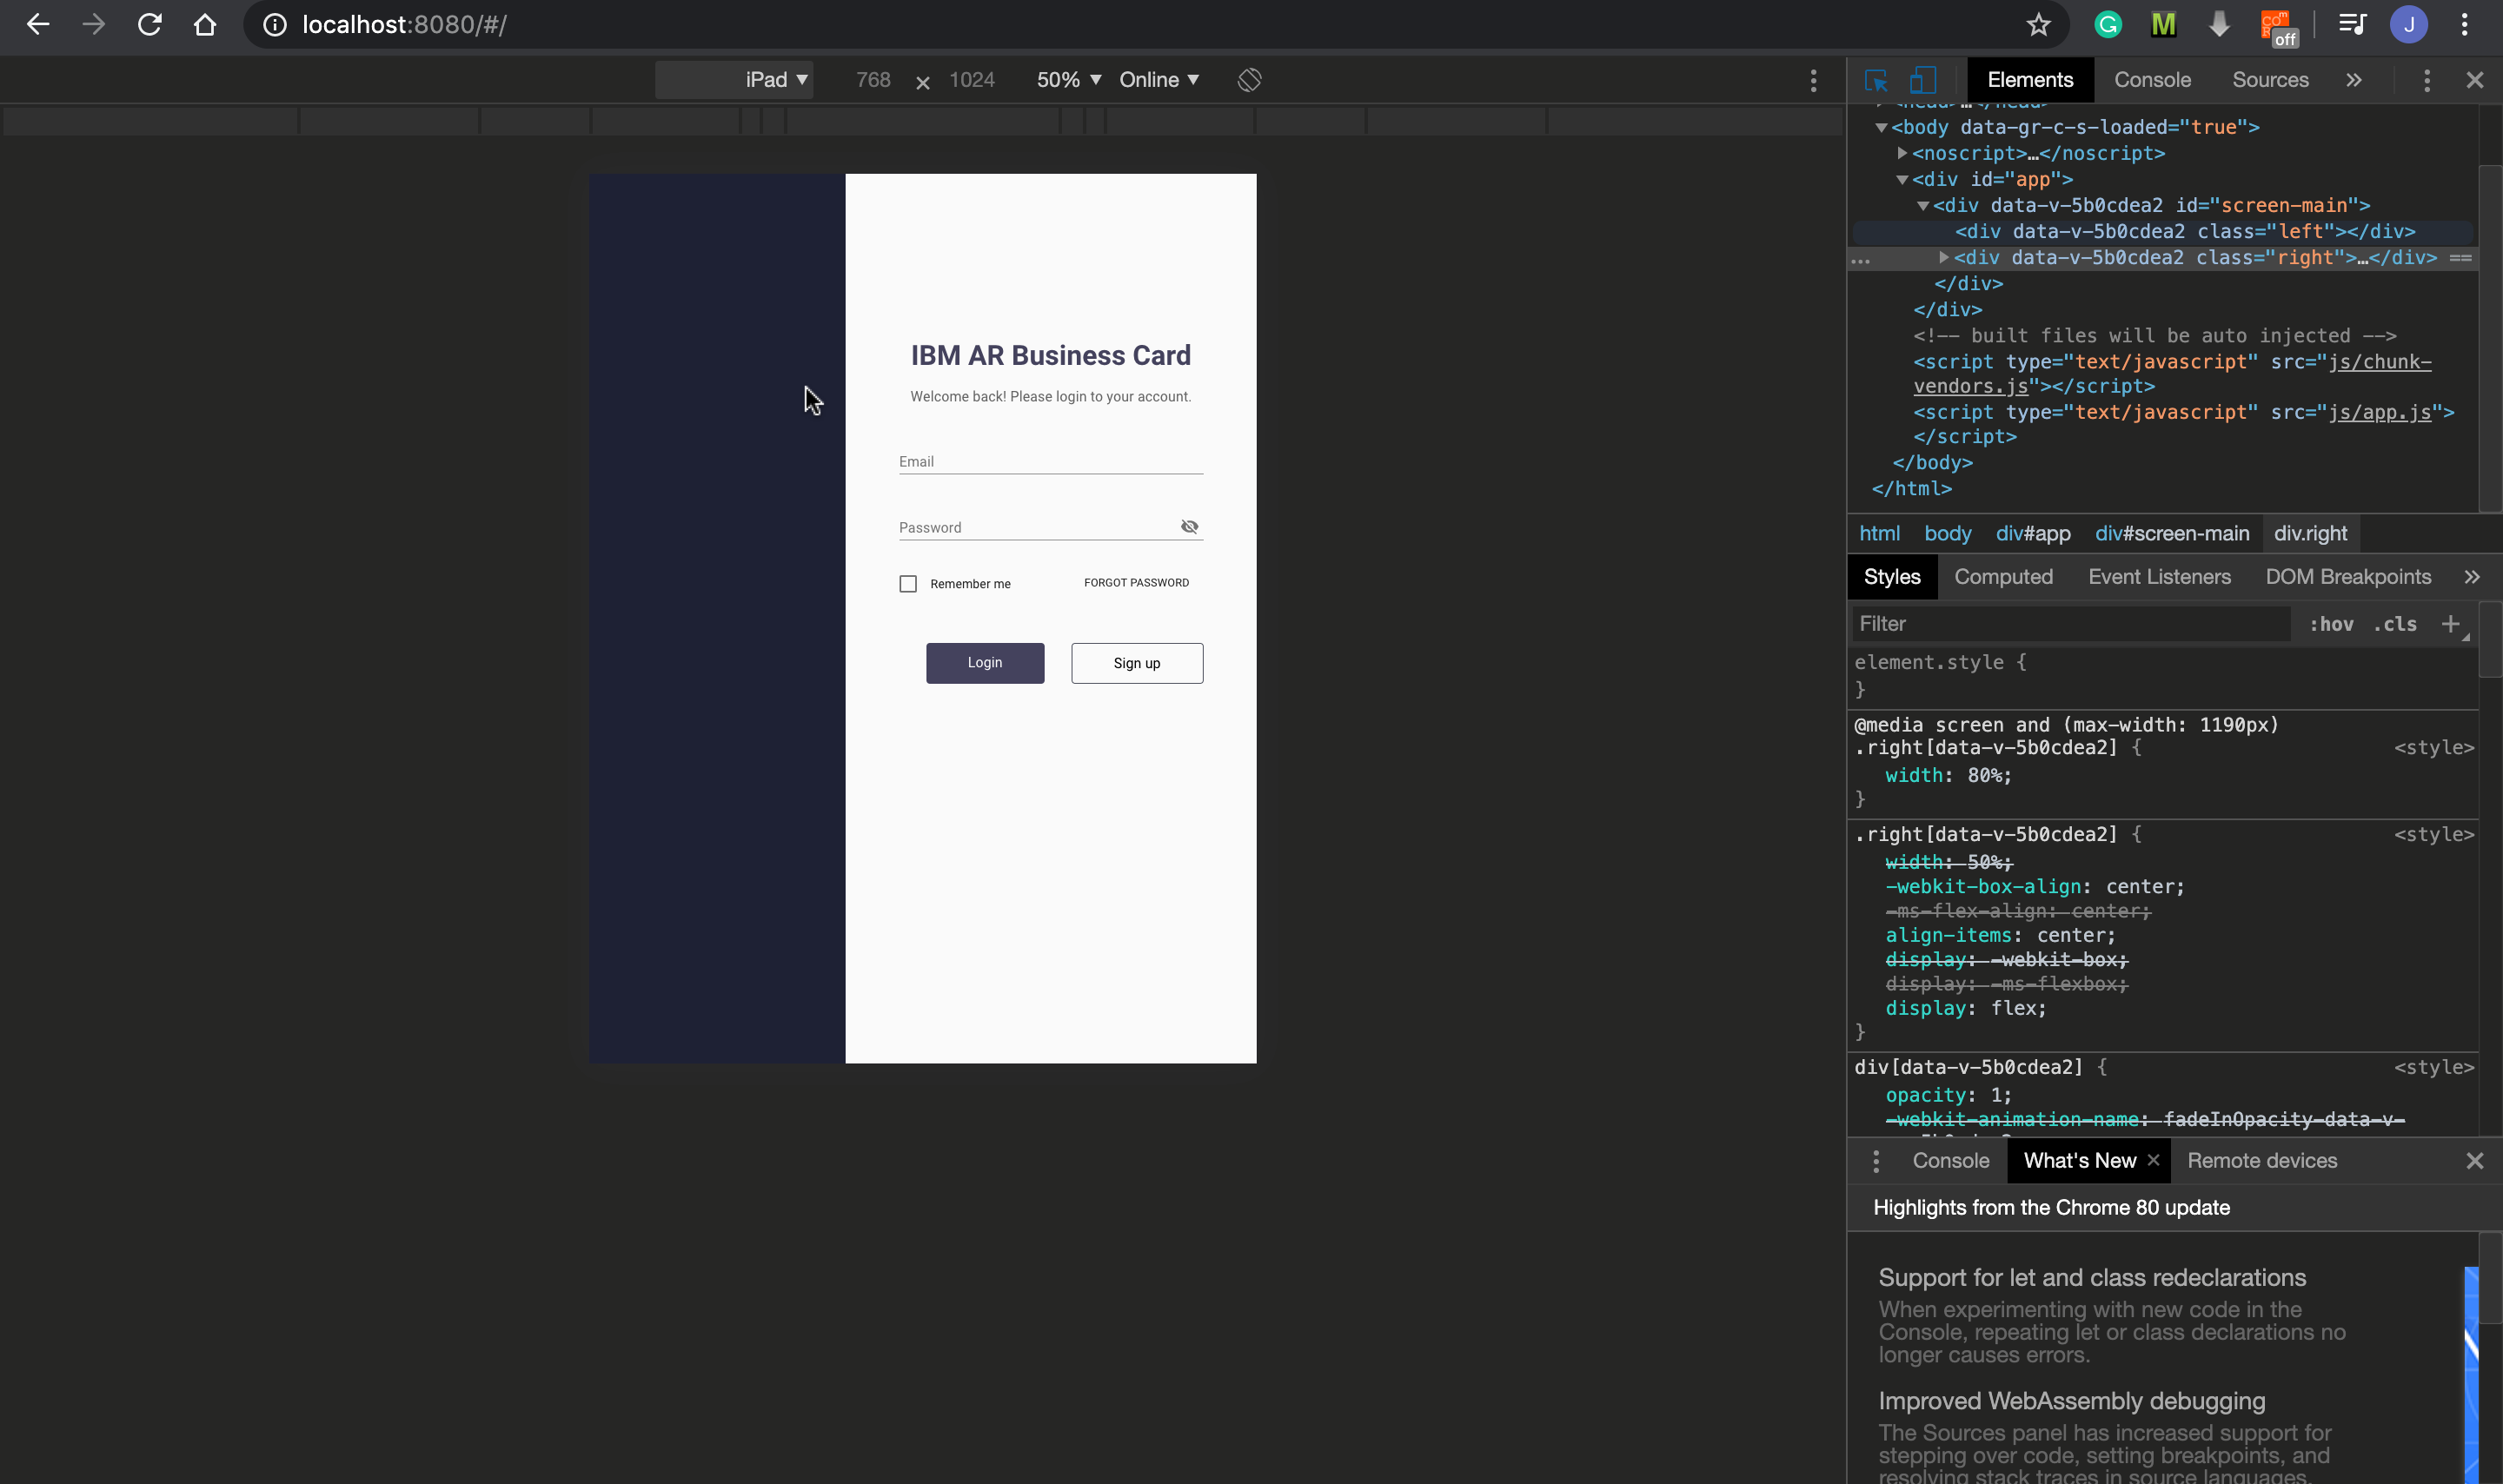 localhost:8080/#/
off
J
iPad ▼ 768 × 1024 50% ▼ Online ▼
IBM AR Business Card
Welcome back! Please login to your account.
Email
Password
Remember me FORGOT PASSWORD
Login Sign up
Elements Console Sources »
<body data-gr-c-s-loaded="true">
<noscript>…</noscript>
<div id="app">
<div data-v-5b0cdea2 id="screen-main">
<div data-v-5b0cdea2 class="left"></div>
… <div data-v-5b0cdea2 class="right">…</div> ==
</div>
</div>
<!-- built files will be auto injected -->
<script type="text/javascript" src="js/chunk-
vendors.js"></script>
<script type="text/javascript" src="js/app.js">
</script>
</body>
</html>
html body div#app div#screen-main div.right
Styles Computed Event Listeners DOM Breakpoints »
Filter :hov .cls +
element.style {
}
@media screen and (max-width: 1190px)
.right[data-v-5b0cdea2] { <style>
width: 80%;
}
.right[data-v-5b0cdea2] { <style>
width: 50%;
-webkit-box-align: center;
-ms-flex-align: center;
align-items: center;
display: -webkit-box;
display: -ms-flexbox;
display: flex;
}
div[data-v-5b0cdea2] { <style>
opacity: 1;
-webkit-animation-name: fadeInOpacity-data-v-
Console What's New × Remote devices
Highlights from the Chrome 80 update
Support for let and class redeclarations
When experimenting with new code in the
Console, repeating let or class declarations no
longer causes errors.
Improved WebAssembly debugging
The Sources panel has increased support for
stepping over code, setting breakpoints, and
resolving stack traces in source languages.